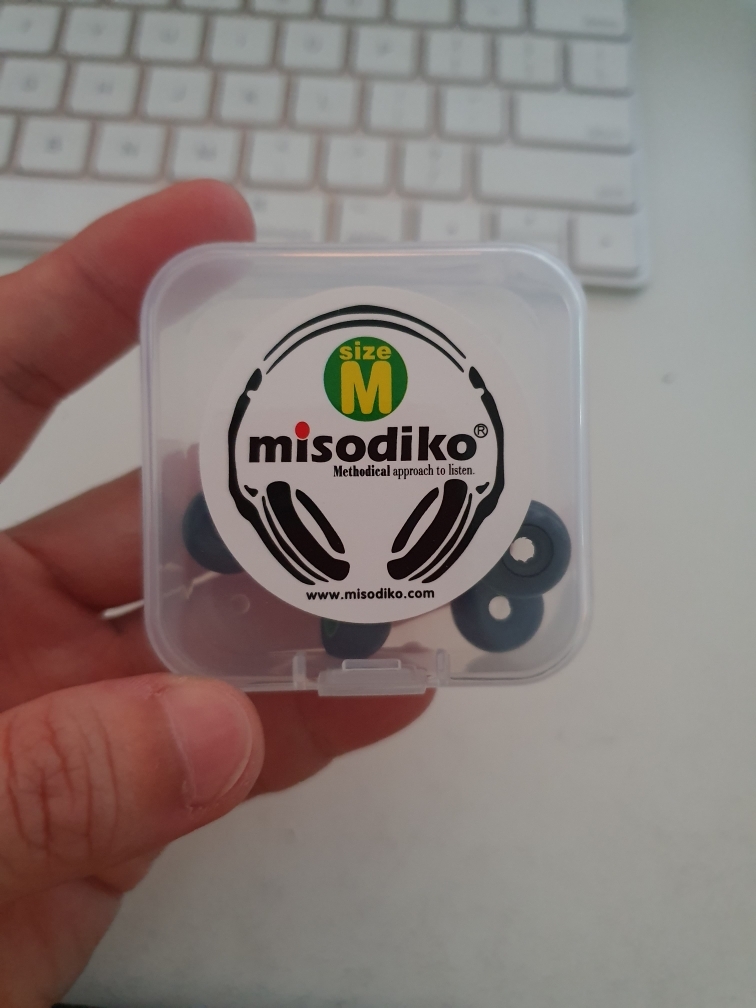 size
M
misodiko®
Methodical approach to listen.
www.misodiko.com